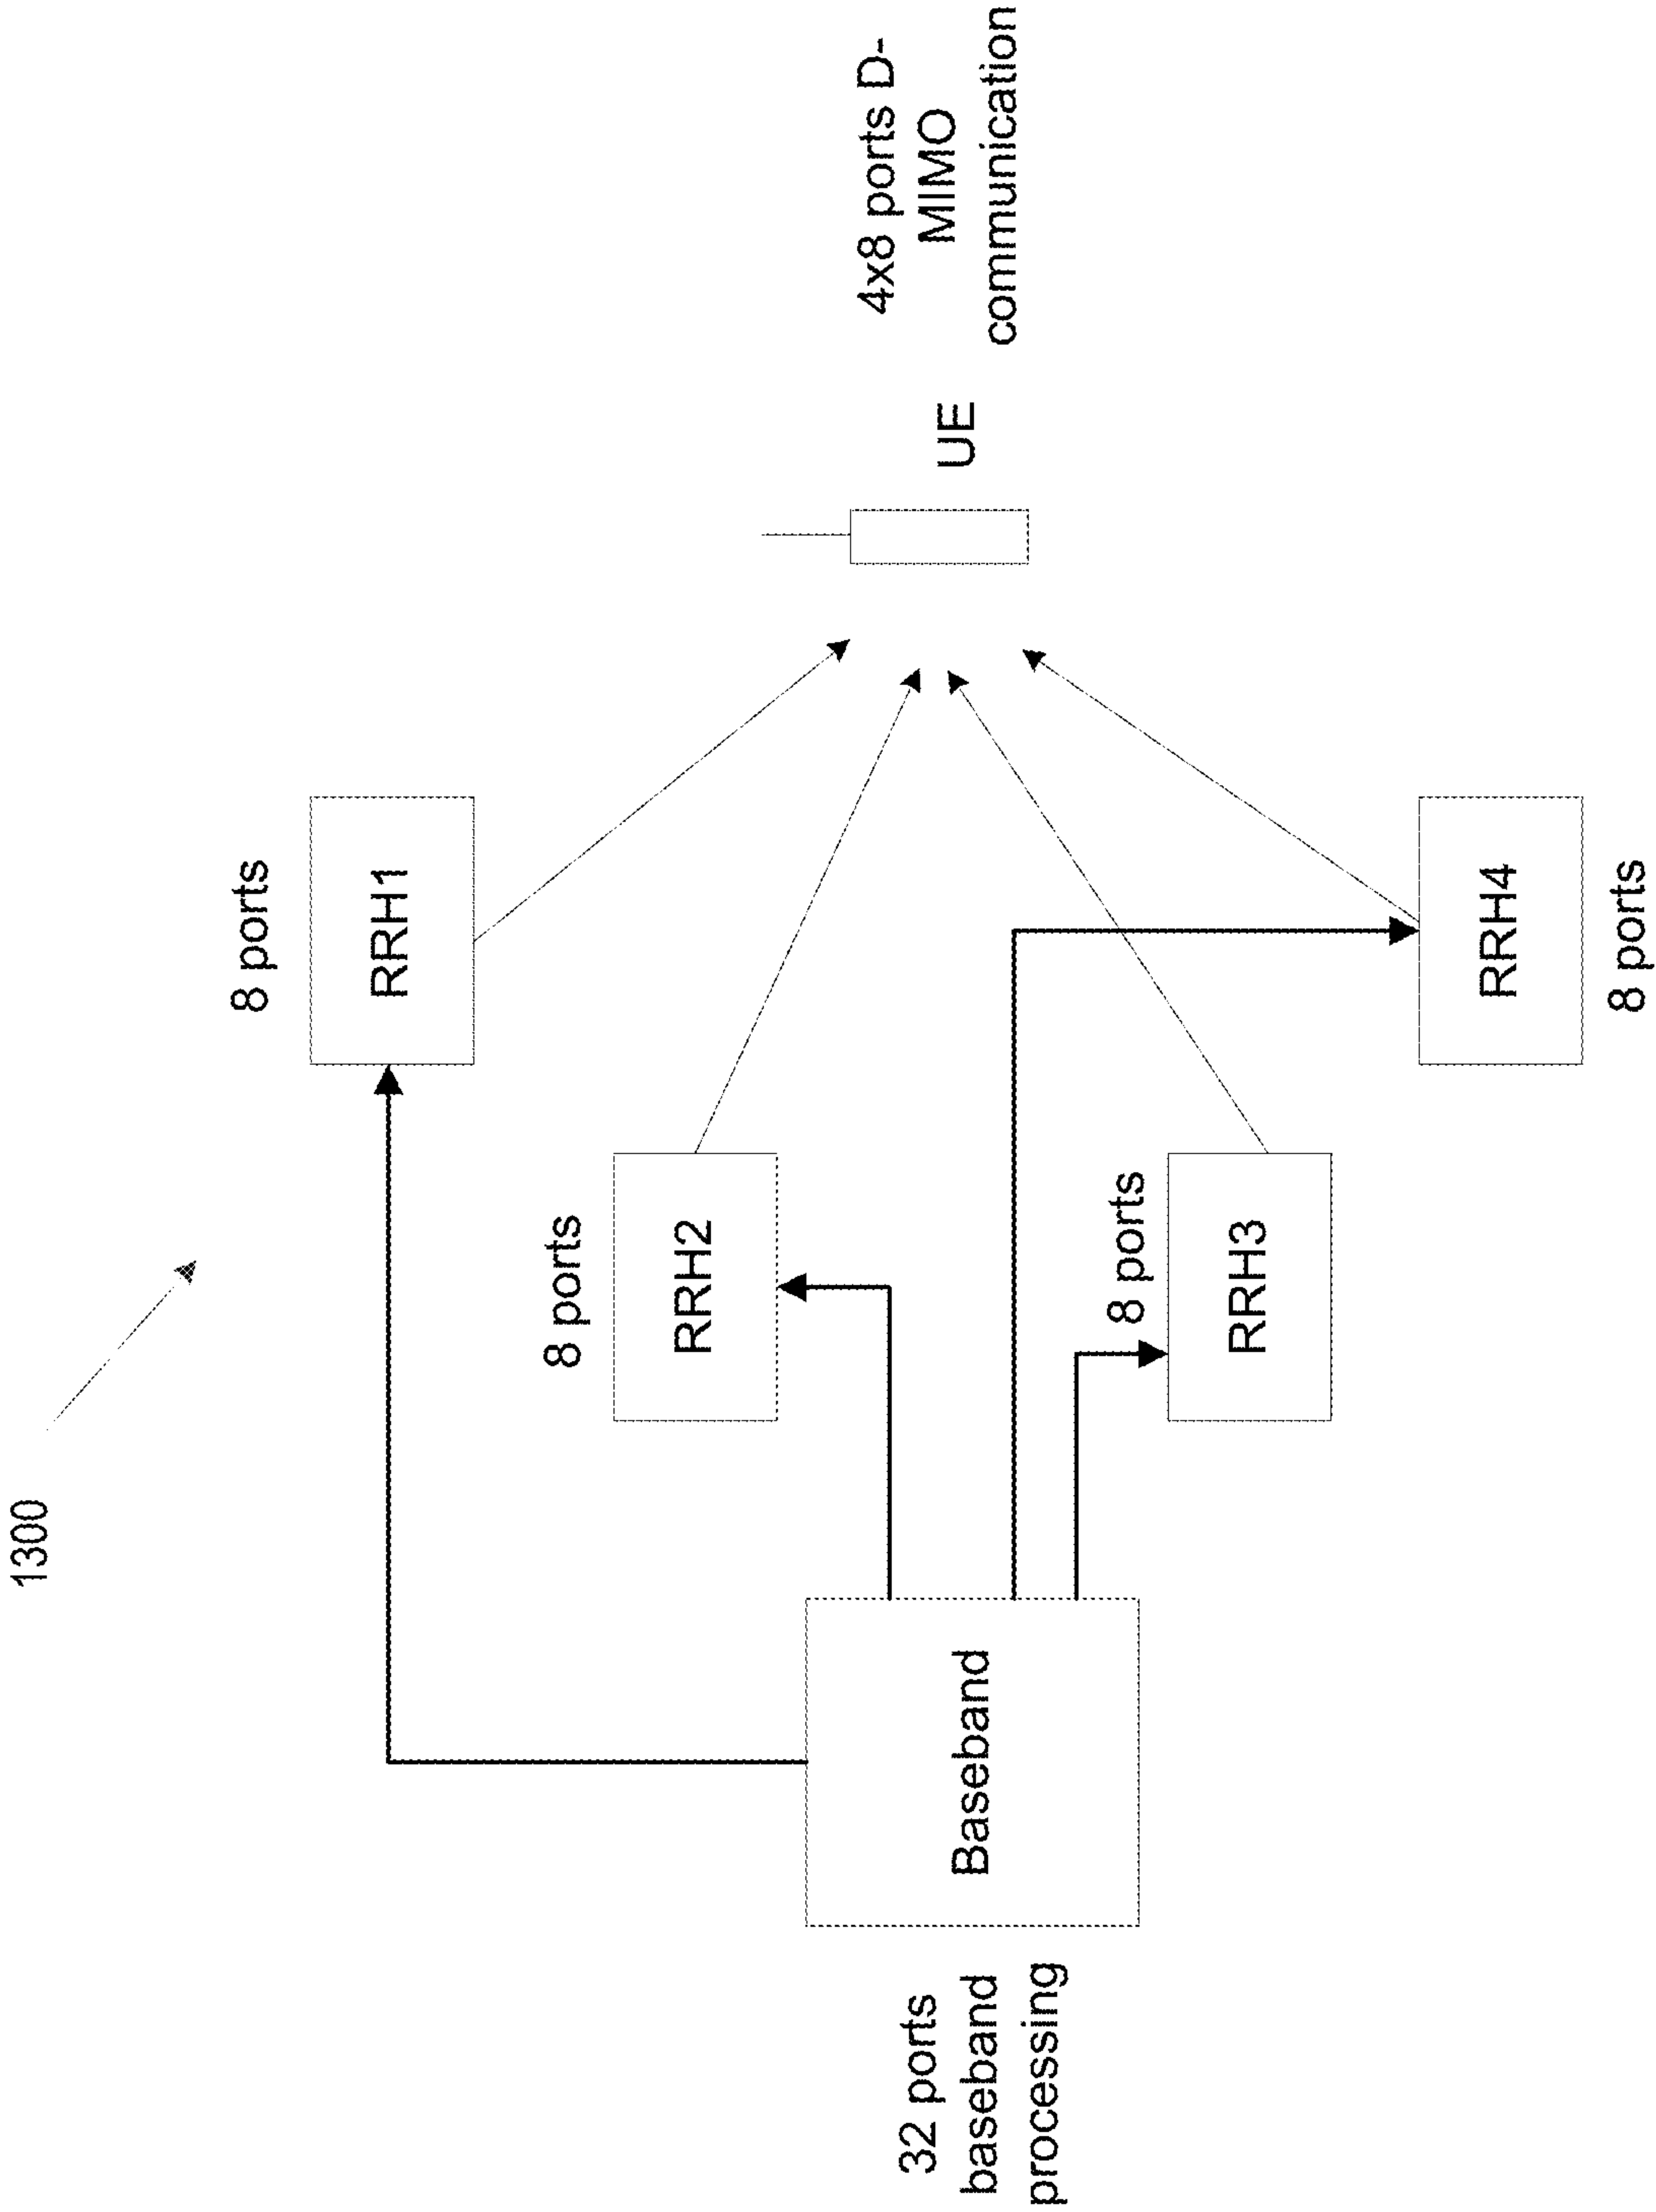 1300
8 ports
RRH1
8 ports
RRH2
32 ports
baseband
processing
Baseband
UE
4x8 ports D-
MIMO
communication
8 ports
RRH3
RRH4
8 ports